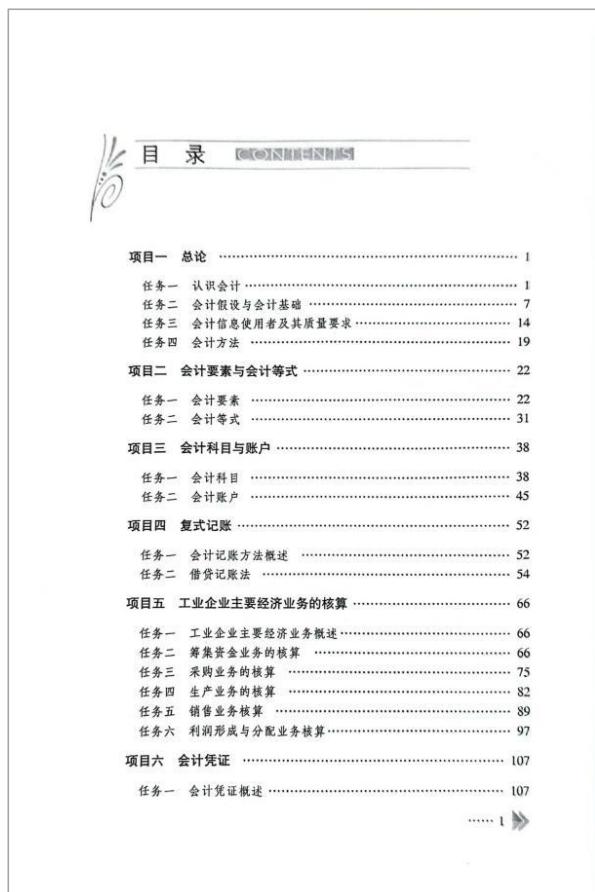 目 录 CONTENTS
项目一 总论 …… 1
任务一 认识会计 …… 1
任务二 会计假设与会计基础 …… 7
任务三 会计信息使用者及其质量要求 …… 14
任务四 会计方法 …… 19
项目二 会计要素与会计等式 …… 22
任务一 会计要素 …… 22
任务二 会计等式 …… 31
项目三 会计科目与账户 …… 38
任务一 会计科目 …… 38
任务二 会计账户 …… 45
项目四 复式记账 …… 52
任务一 会计记账方法概述 …… 52
任务二 借贷记账法 …… 54
项目五 工业企业主要经济业务的核算 …… 66
任务一 工业企业主要经济业务概述 …… 66
任务二 筹集资金业务的核算 …… 66
任务三 采购业务的核算 …… 75
任务四 生产业务的核算 …… 82
任务五 销售业务核算 …… 89
任务六 利润形成与分配业务核算 …… 97
项目六 会计凭证 …… 107
任务一 会计凭证概述 …… 107
…… 1